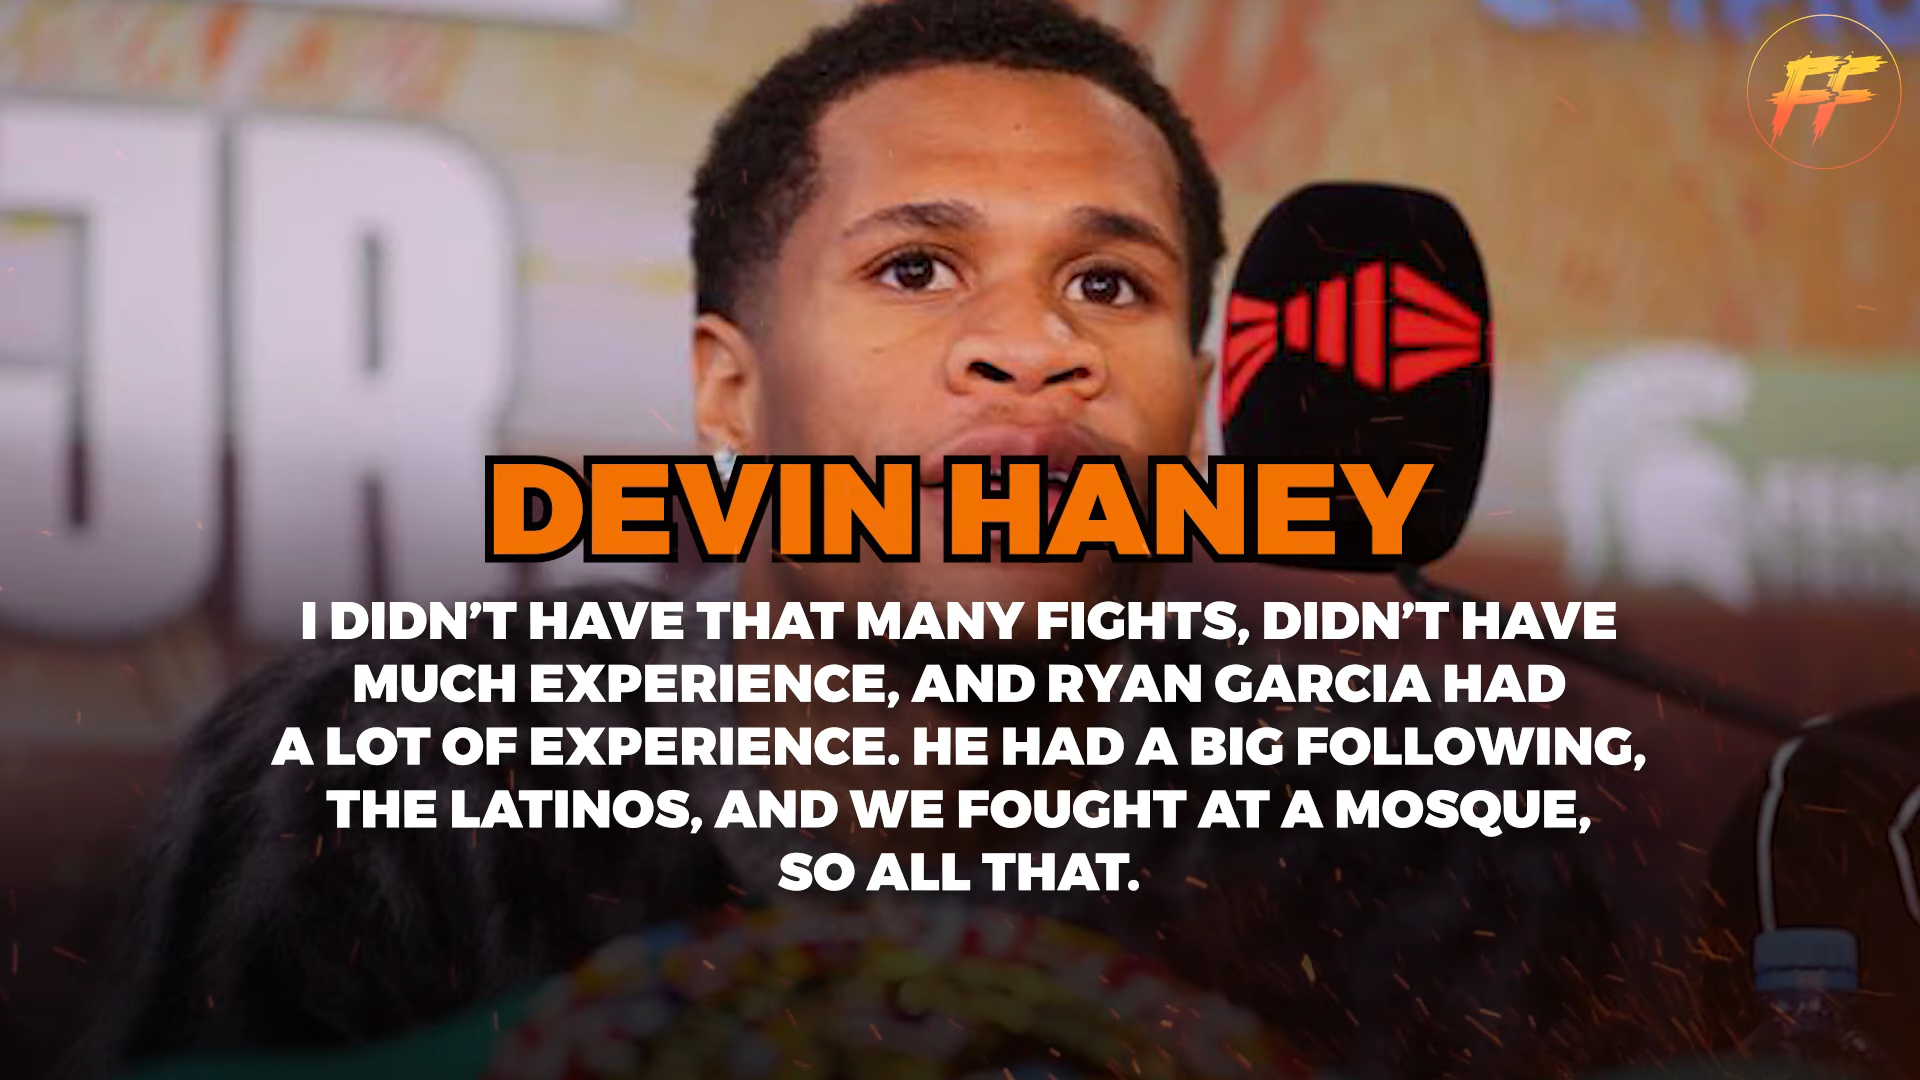 FF
JR
DEVIN HANEY
I DIDN’T HAVE THAT MANY FIGHTS, DIDN’T HAVE
MUCH EXPERIENCE, AND RYAN GARCIA HAD
A LOT OF EXPERIENCE. HE HAD A BIG FOLLOWING,
THE LATINOS, AND WE FOUGHT AT A MOSQUE,
SO ALL THAT.